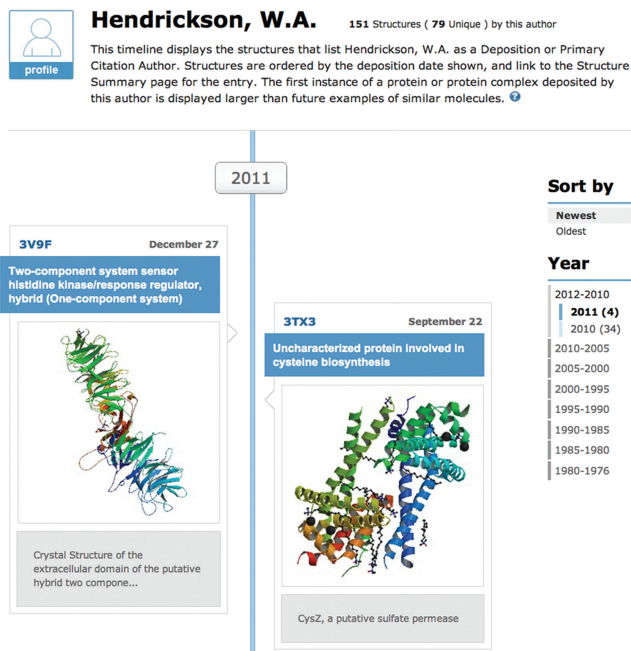 Hendrickson, W.A.
151 Structures ( 79 Unique ) by this author
This timeline displays the structures that list Hendrickson, W.A. as a Deposition or Primary
Citation Author. Structures are ordered by the deposition date shown, and link to the Structure
Summary page for the entry. The first instance of a protein or protein complex deposited by
this author is displayed larger than future examples of similar molecules. ?
profile
2011
3V9F December 27
Two-component system sensor
histidine kinase/response regulator,
hybrid (One-component system)
Crystal Structure of the
extracellular domain of the putative
hybrid two compone...
3TX3 September 22
Uncharacterized protein involved in
cysteine biosynthesis
CysZ, a putative sulfate permease
Sort by
Newest
Oldest
Year
2012-2010
2011 (4)
2010 (34)
2010-2005
2005-2000
2000-1995
1995-1990
1990-1985
1985-1980
1980-1976